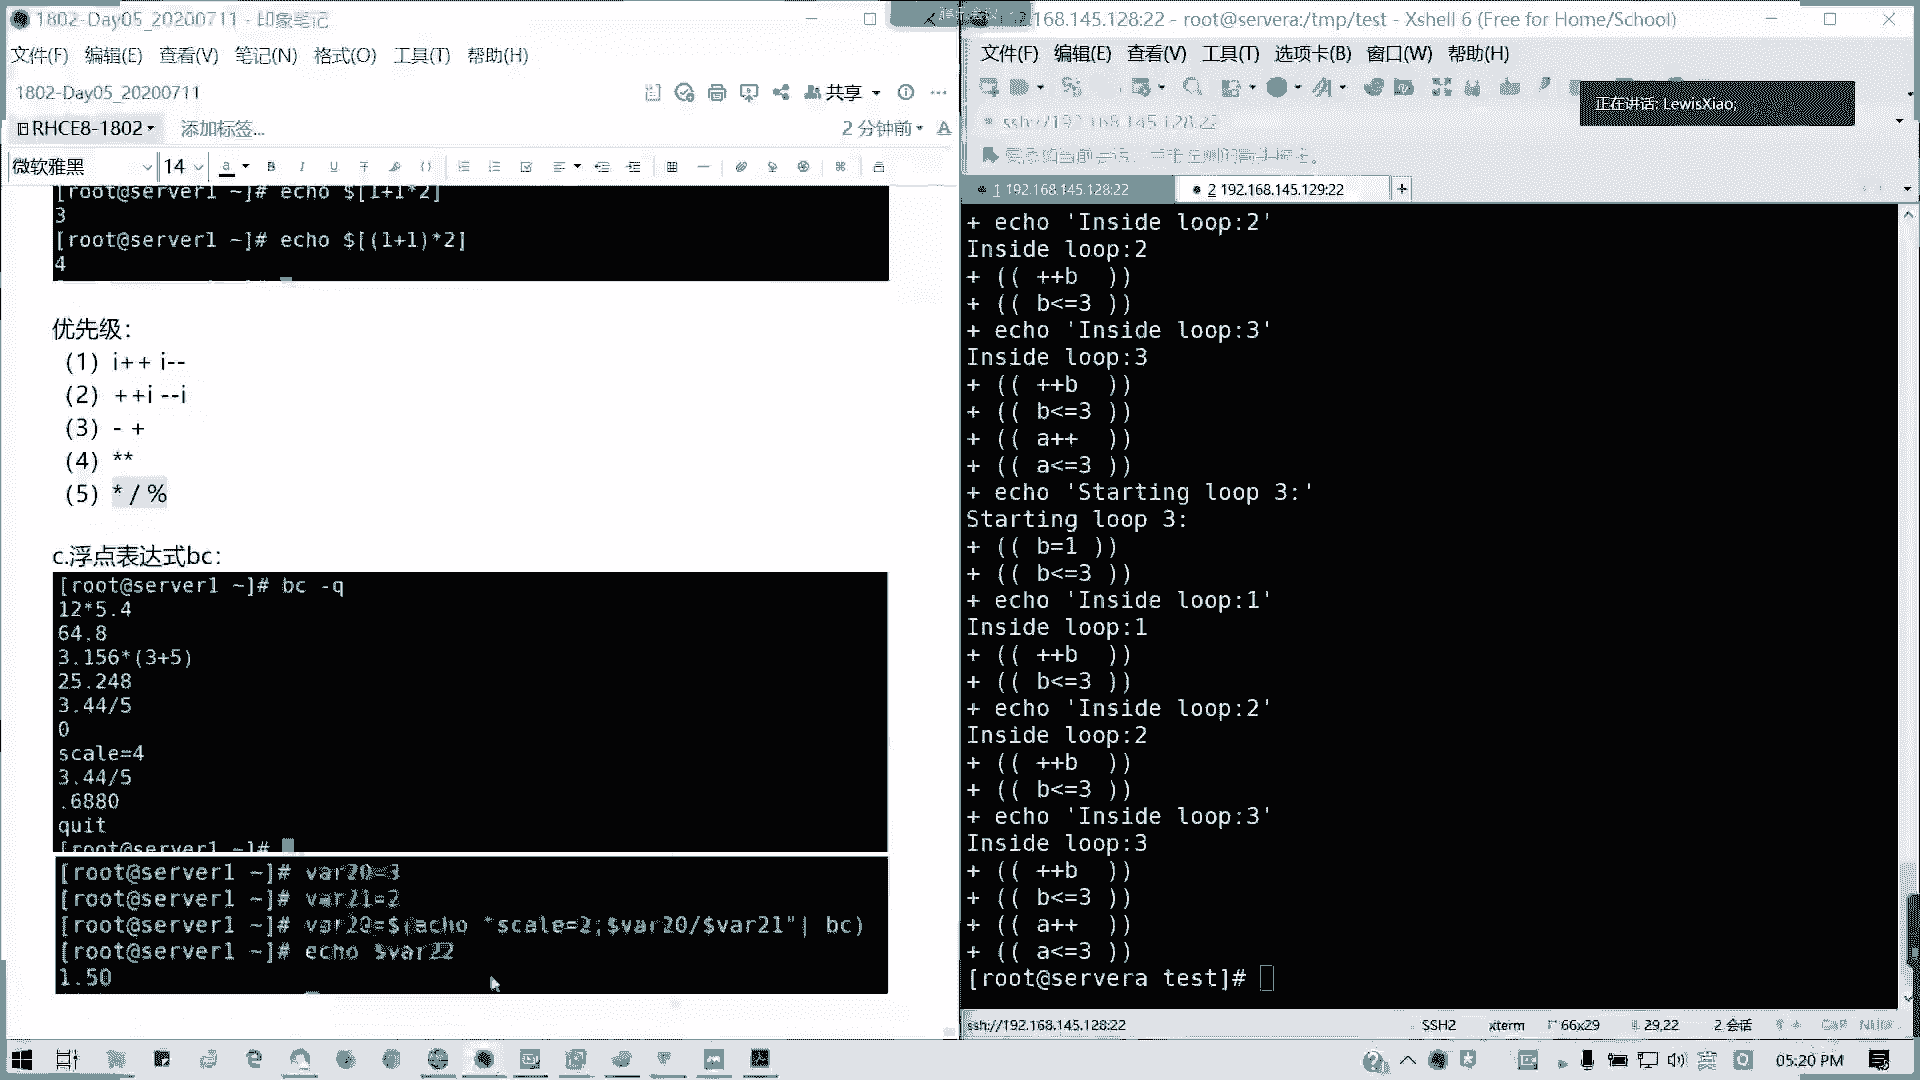 1802-Day05_20200711 - 印象笔记
文件(F) 编辑(E) 查看(V) 笔记(N) 格式(O) 工具(T) 帮助(H)
1802-Day05_20200711
共享
RHCE8-1802 添加标签...
2 分钟前
微软雅黑 14
[root@server1 ~]# echo $[1+1*2]
3
[root@server1 ~]# echo $[(1+1)*2]
4
优先级：
(1) i++ i--
(2) ++i --i
(3) - +
(4) **
(5) * / %
c.浮点表达式bc：
[root@server1 ~]# bc -q
12*5.4
64.8
3.156*(3+5)
25.248
3.44/5
0
scale=4
3.44/5
.6880
quit
[root@server1 ~]#
[root@server1 ~]# var20=3
[root@server1 ~]# var21=2
[root@server1 ~]# var22=$(echo "scale=2;$var20/$var21"| bc)
[root@server1 ~]# echo $var22
1.50
192.168.145.128:22 - root@servera:/tmp/test - Xshell 6 (Free for Home/School)
文件(F) 编辑(E) 查看(V) 工具(T) 选项卡(B) 窗口(W) 帮助(H)
正在讲话: LewisXiao;
ssh://192.168.145.128:22
1 192.168.145.128:22
2 192.168.145.129:22
+ echo 'Inside loop:2'
Inside loop:2
+ (( ++b  ))
+ (( b<=3 ))
+ echo 'Inside loop:3'
Inside loop:3
+ (( ++b  ))
+ (( b<=3 ))
+ (( a++  ))
+ (( a<=3 ))
+ echo 'Starting loop 3:'
Starting loop 3:
+ (( b=1 ))
+ (( b<=3 ))
+ echo 'Inside loop:1'
Inside loop:1
+ (( ++b  ))
+ (( b<=3 ))
+ echo 'Inside loop:2'
Inside loop:2
+ (( ++b  ))
+ (( b<=3 ))
+ echo 'Inside loop:3'
Inside loop:3
+ (( ++b  ))
+ (( b<=3 ))
+ (( a++  ))
+ (( a<=3 ))
[root@servera test]#
ssh://192.168.145.128:22 SSH2 xterm 66x29 29,22 2 会话 CAP NUM
英 05:20 PM